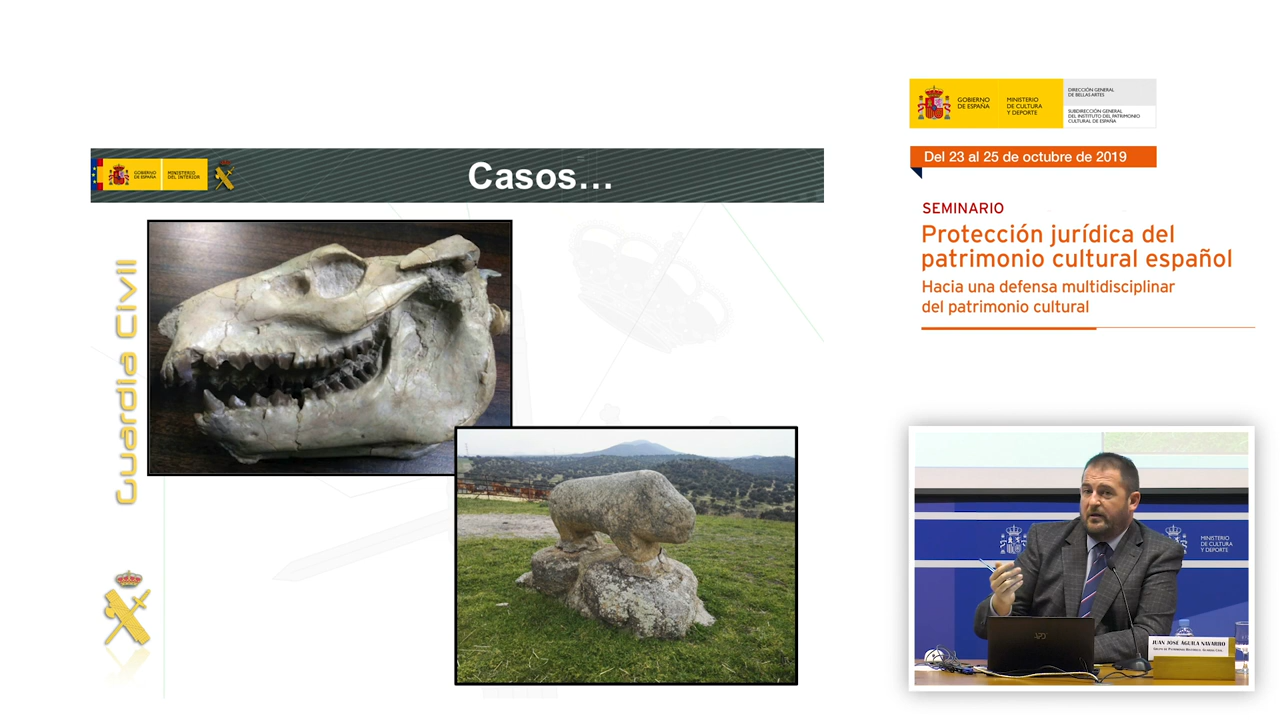 GOBIERNO
DE ESPAÑA
MINISTERIO
DEL INTERIOR
Casos...
Guardia Civil
GOBIERNO
DE ESPAÑA
MINISTERIO
DE CULTURA
Y DEPORTE
DIRECCIÓN GENERAL
DE BELLAS ARTES
SUBDIRECCIÓN GENERAL
DEL INSTITUTO DEL PATRIMONIO
CULTURAL DE ESPAÑA
Del 23 al 25 de octubre de 2019
SEMINARIO
Protección jurídica del
patrimonio cultural español
Hacia una defensa multidisciplinar
del patrimonio cultural
MINISTERIO
DE CULTURA
Y DEPORTE
JUAN JOSÉ ÁGUILA NAVARRO